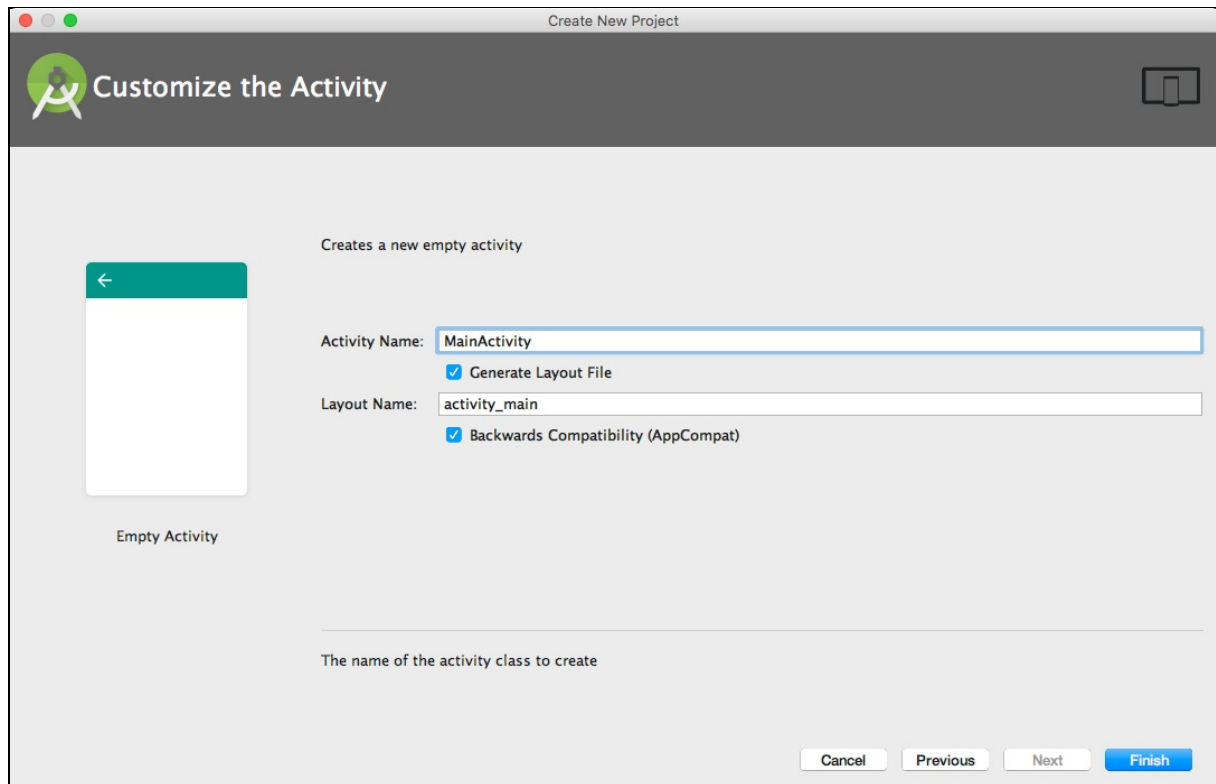 Create New Project
Customize the Activity
Creates a new empty activity
Activity Name: MainActivity
Generate Layout File
Layout Name: activity_main
Backwards Compatibility (AppCompat)
Empty Activity
The name of the activity class to create
Cancel Previous Next Finish